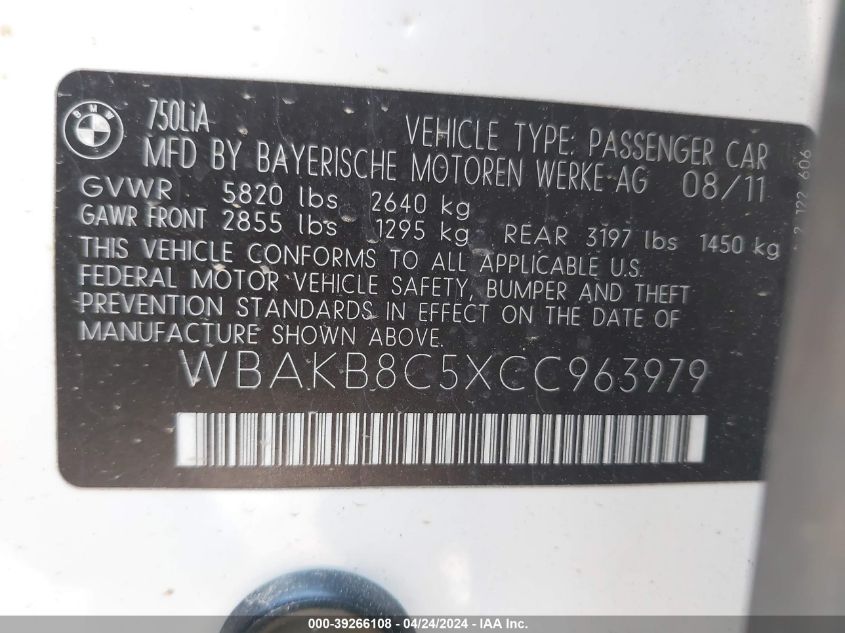 BMW
750LiA
VEHICLE TYPE: PASSENGER CAR
MFD BY BAYERISCHE MOTOREN WERKE AG 08/11
GVWR 5820 lbs 2640 kg
GAWR FRONT 2855 lbs 1295 kg REAR 3197 lbs 1450 kg
THIS VEHICLE CONFORMS TO ALL APPLICABLE U.S.
FEDERAL MOTOR VEHICLE SAFETY, BUMPER AND THEFT
PREVENTION STANDARDS IN EFFECT ON THE DATE OF
MANUFACTURE SHOWN ABOVE.
WBAKB8C5XCC963979
722 606
000-39266108 - 04/24/2024 - IAA Inc.